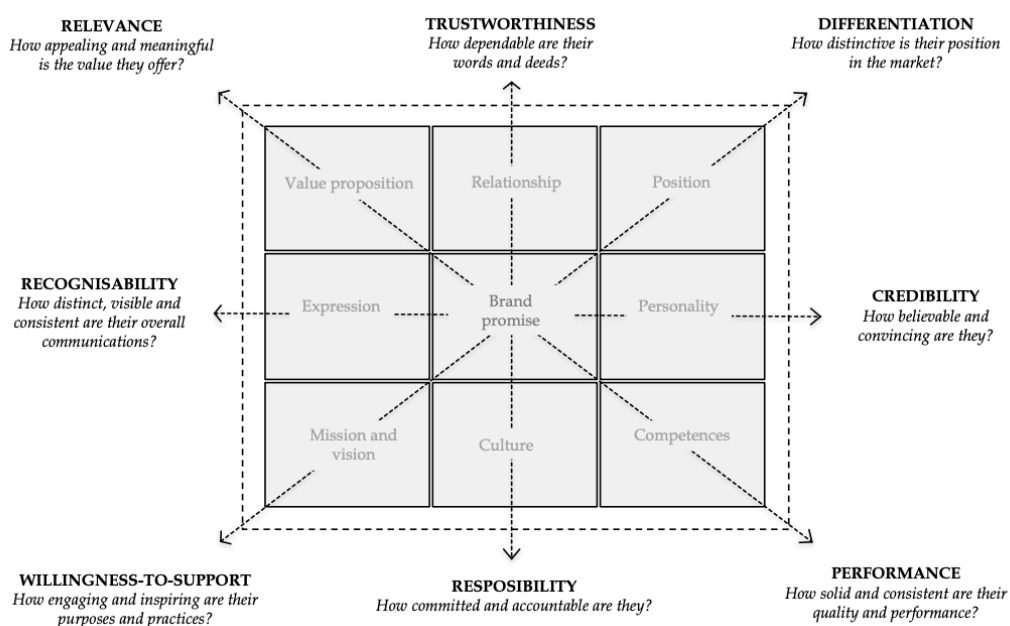 RELEVANCE
How appealing and meaningful
is the value they offer?
TRUSTWORTHINESS
How dependable are their
words and deeds?
DIFFERENTIATION
How distinctive is their position
in the market?
Value proposition
Relationship
Position
RECOGNISABILITY
How distinct, visible and
consistent are their overall
communications?
Expression
Brand
promise
Personality
CREDIBILITY
How believable and
convincing are they?
Mission and
vision
Culture
Competences
WILLINGNESS-TO-SUPPORT
How engaging and inspiring are their
purposes and practices?
RESPOSIBILITY
How committed and accountable are they?
PERFORMANCE
How solid and consistent are their
quality and performance?